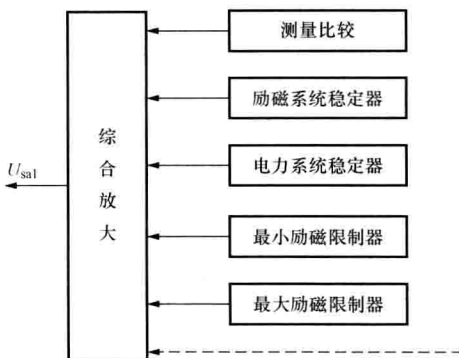 测量比较
励磁系统稳定器
综合放大
电力系统稳定器
U_sal
最小励磁限制器
最大励磁限制器